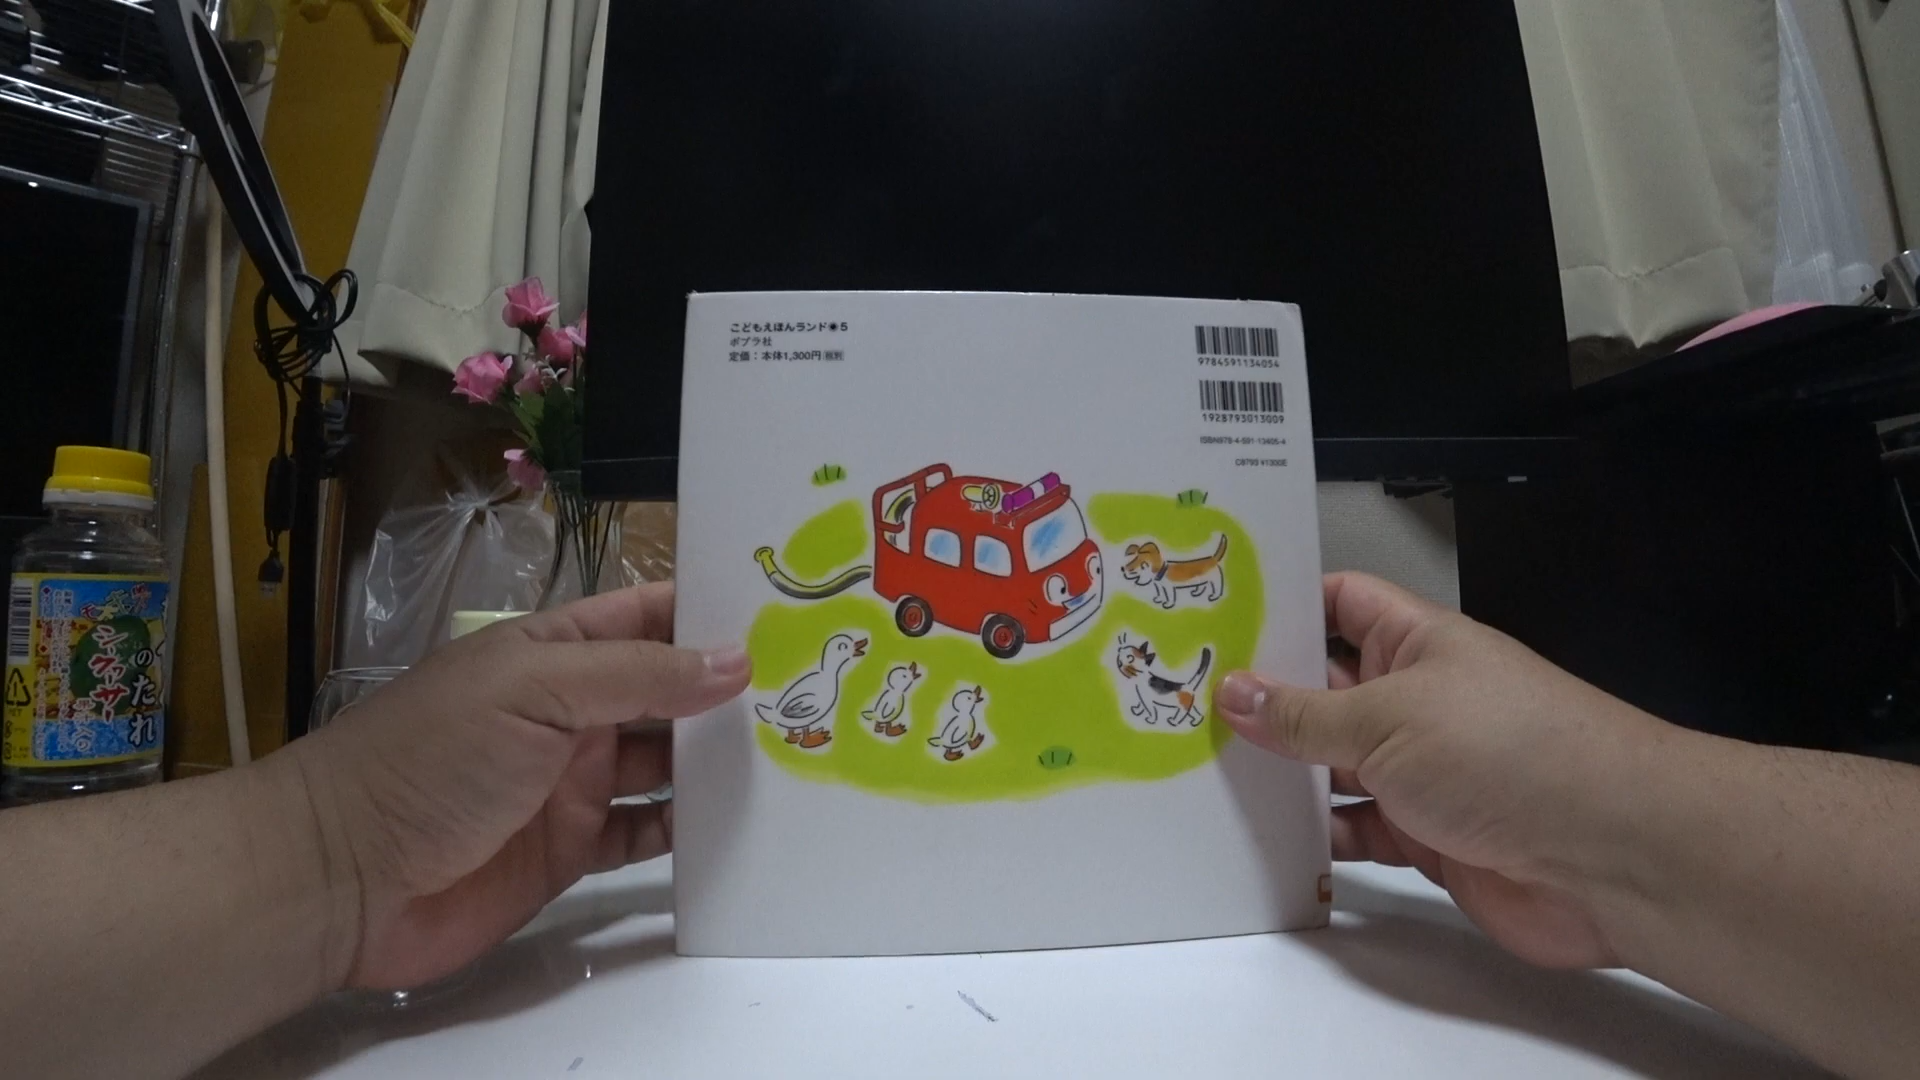 こどもえほんランド◉5
ポプラ社
定価：本体1,300円 税別
9784591134054
1928793013009
ISBN978-4-591-13405-4
C8793 ¥1300E
シークヮーサー
のたれ